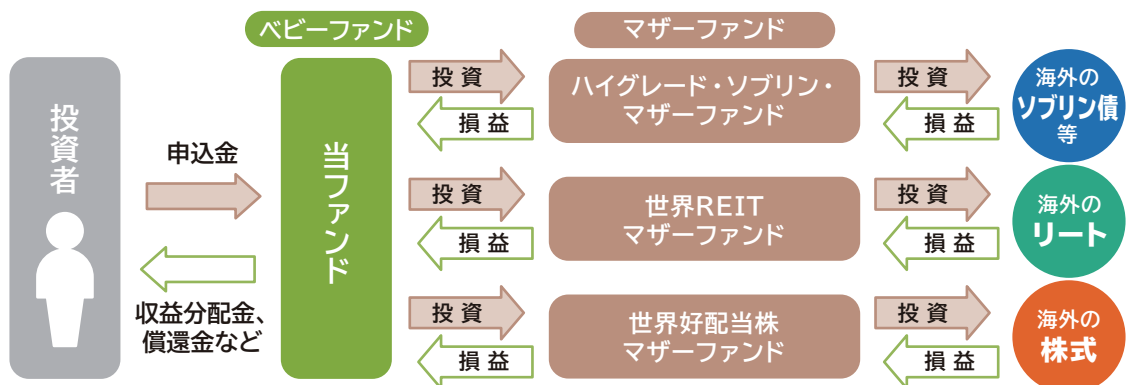 ベビーファンド
マザーファンド
投資者
申込金
収益分配金、
償還金など
当ファンド
投資
損益
ハイグレード・ソブリン・
マザーファンド
投資
損益
海外の
ソブリン債
等
投資
損益
世界REIT
マザーファンド
投資
損益
海外の
リート
投資
損益
世界好配当株
マザーファンド
投資
損益
海外の
株式